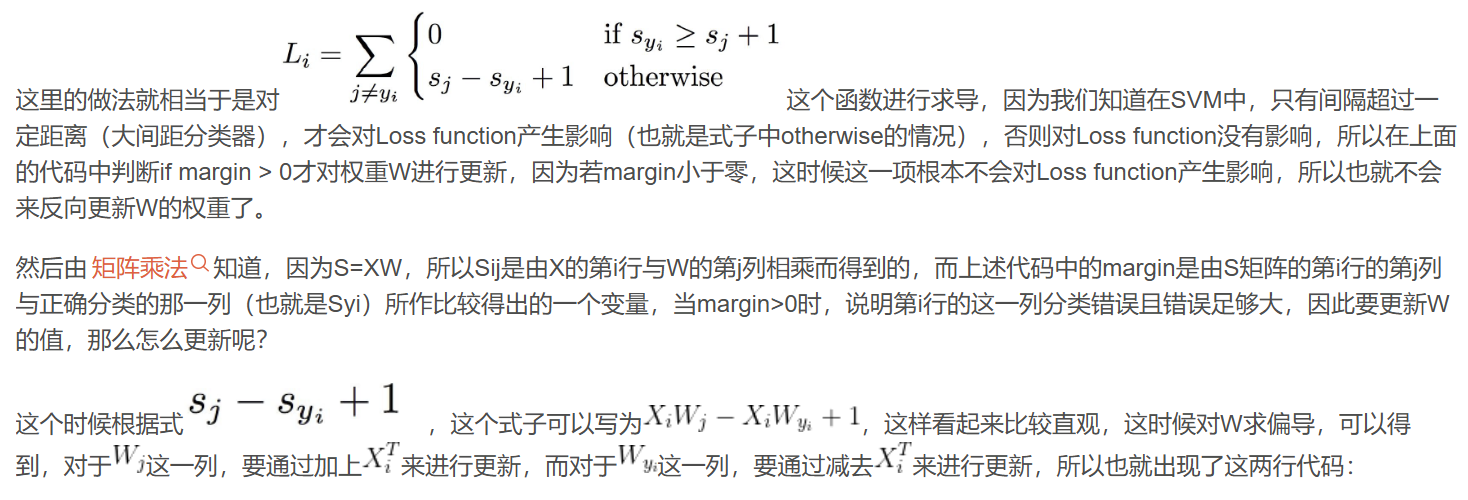 这里的做法就相当于是对 L_i = \sum_{j \neq y_i} \begin{cases} 0 & \text{if } s_{y_i} \geq s_j + 1 \\ s_j - s_{y_i} + 1 & \text{otherwise} \end{cases} 这个函数进行求导，因为我们知道在SVM中，只有间隔超过一
定距离（大间距分类器），才会对Loss function产生影响（也就是式子中otherwise的情况），否则对Loss function没有影响，所以在上面
的代码中判断if margin > 0才对权重W进行更新，因为若margin小于零，这时候这一项根本不会对Loss function产生影响，所以也就不会
来反向更新W的权重了。
然后由 矩阵乘法 知道，因为S=XW，所以Sij是由X的第i行与W的第j列相乘而得到的，而上述代码中的margin是由S矩阵的第i行的第j列
与正确分类的那一列（也就是Syi）所作比较得出的一个变量，当margin>0时，说明第i行的这一列分类错误且错误足够大，因此要更新W
的值，那么怎么更新呢？
这个时候根据式 s_j - s_{y_i} + 1 ，这个式子可以写为 X_i W_j - X_i W_{y_i} + 1，这样看起来比较直观，这时候对W求偏导，可以得
到，对于 W_j 这一列，要通过加上 X_i^T 来进行更新，而对于 W_{y_i} 这一列，要通过减去 X_i^T 来进行更新，所以也就出现了这两行代码：